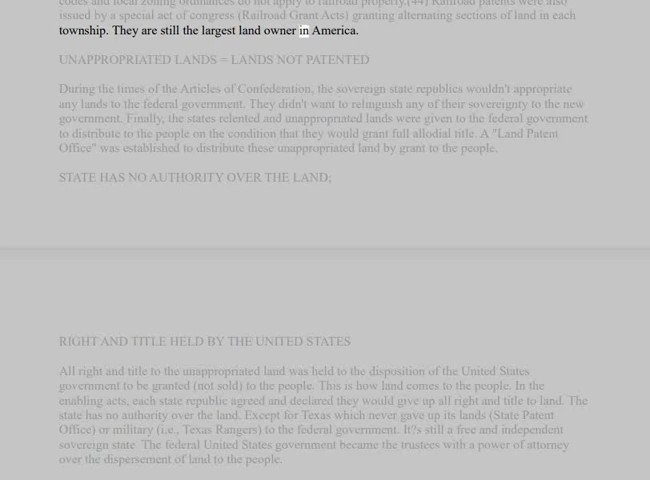 codes and local zoning ordinances do not apply to railroad property.(44) Railroad patents were also
issued by a special act of congress (Railroad Grant Acts) granting alternating sections of land in each
township. They are still the largest land owner in America.
UNAPPROPRIATED LANDS = LANDS NOT PATENTED
During the times of the Articles of Confederation, the sovereign state republics wouldn't appropriate
any lands to the federal government. They didn't want to relinguish any of their sovereignty to the new
government. Finally, the states relented and unappropriated lands were given to the federal government
to distribute to the people on the condition that they would grant full allodial title. A "Land Patent
Office" was established to distribute these unappropriated land by grant to the people.
STATE HAS NO AUTHORITY OVER THE LAND;
RIGHT AND TITLE HELD BY THE UNITED STATES
All right and title to the unappropriated land was held to the disposition of the United States
government to be granted (not sold) to the people. This is how land comes to the people. In the
enabling acts, each state republic agreed and declared they would give up all right and title to land. The
state has no authority over the land. Except for Texas which never gave up its lands (State Patent
Office) or military (i.e., Texas Rangers) to the federal government. It?s still a free and independent
sovereign state  The federal United States government became the trustees with a power of attorney
over the dispersement of land to the people.